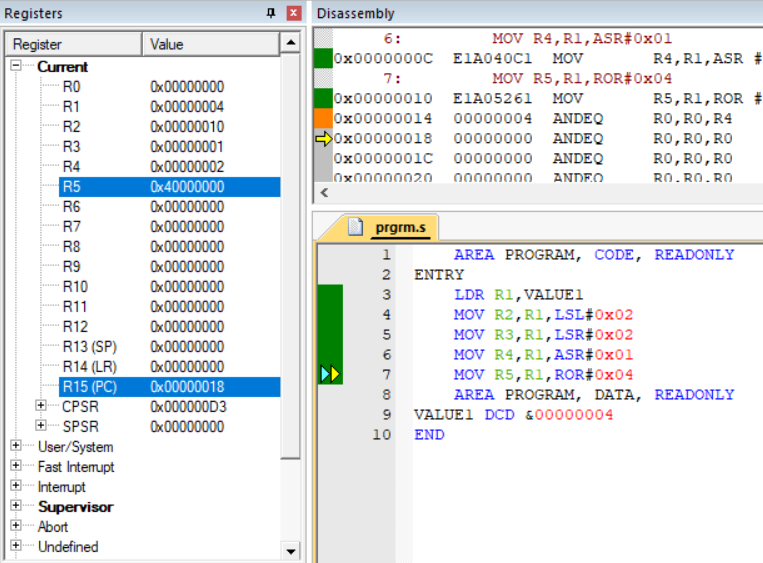 Registers
Register Value
Current
R0 0x00000000
R1 0x00000004
R2 0x00000010
R3 0x00000001
R4 0x00000002
R5 0x40000000
R6 0x00000000
R7 0x00000000
R8 0x00000000
R9 0x00000000
R10 0x00000000
R11 0x00000000
R12 0x00000000
R13 (SP) 0x00000000
R14 (LR) 0x00000000
R15 (PC) 0x00000018
CPSR 0x000000D3
SPSR 0x00000000
User/System
Fast Interrupt
Interrupt
Supervisor
Abort
Undefined
Disassembly
6: MOV R4,R1,ASR#0x01
0x0000000C E1A040C1 MOV R4,R1,ASR #
7: MOV R5,R1,ROR#0x04
0x00000010 E1A05261 MOV R5,R1,ROR #
0x00000014 00000004 ANDEQ R0,R0,R4
0x00000018 00000000 ANDEQ R0,R0,R0
0x0000001C 00000000 ANDEQ R0,R0,R0
0x00000020 00000000 ANDEQ R0,R0,R0
prgrm.s
1 AREA PROGRAM, CODE, READONLY
2 ENTRY
3 LDR R1,VALUE1
4 MOV R2,R1,LSL#0x02
5 MOV R3,R1,LSR#0x02
6 MOV R4,R1,ASR#0x01
7 MOV R5,R1,ROR#0x04
8 AREA PROGRAM, DATA, READONLY
9 VALUE1 DCD &00000004
10 END